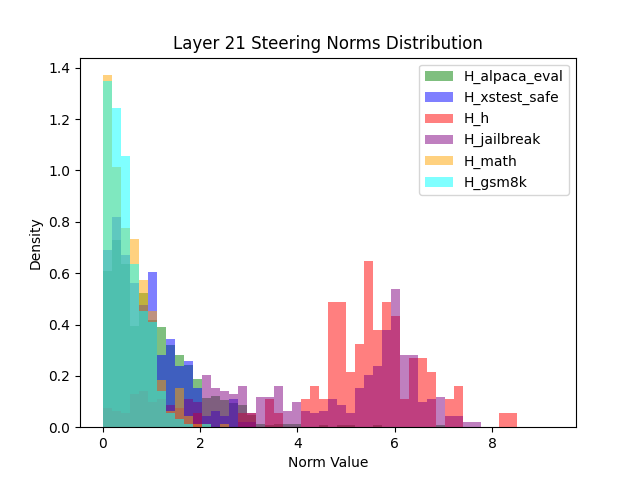 Layer 21 Steering Norms Distribution
1.4
1.2
1.0
0.8
0.6
0.4
0.2
0.0
Density
0
2
4
6
8
Norm Value
H_alpaca_eval
H_xstest_safe
H_h
H_jailbreak
H_math
H_gsm8k